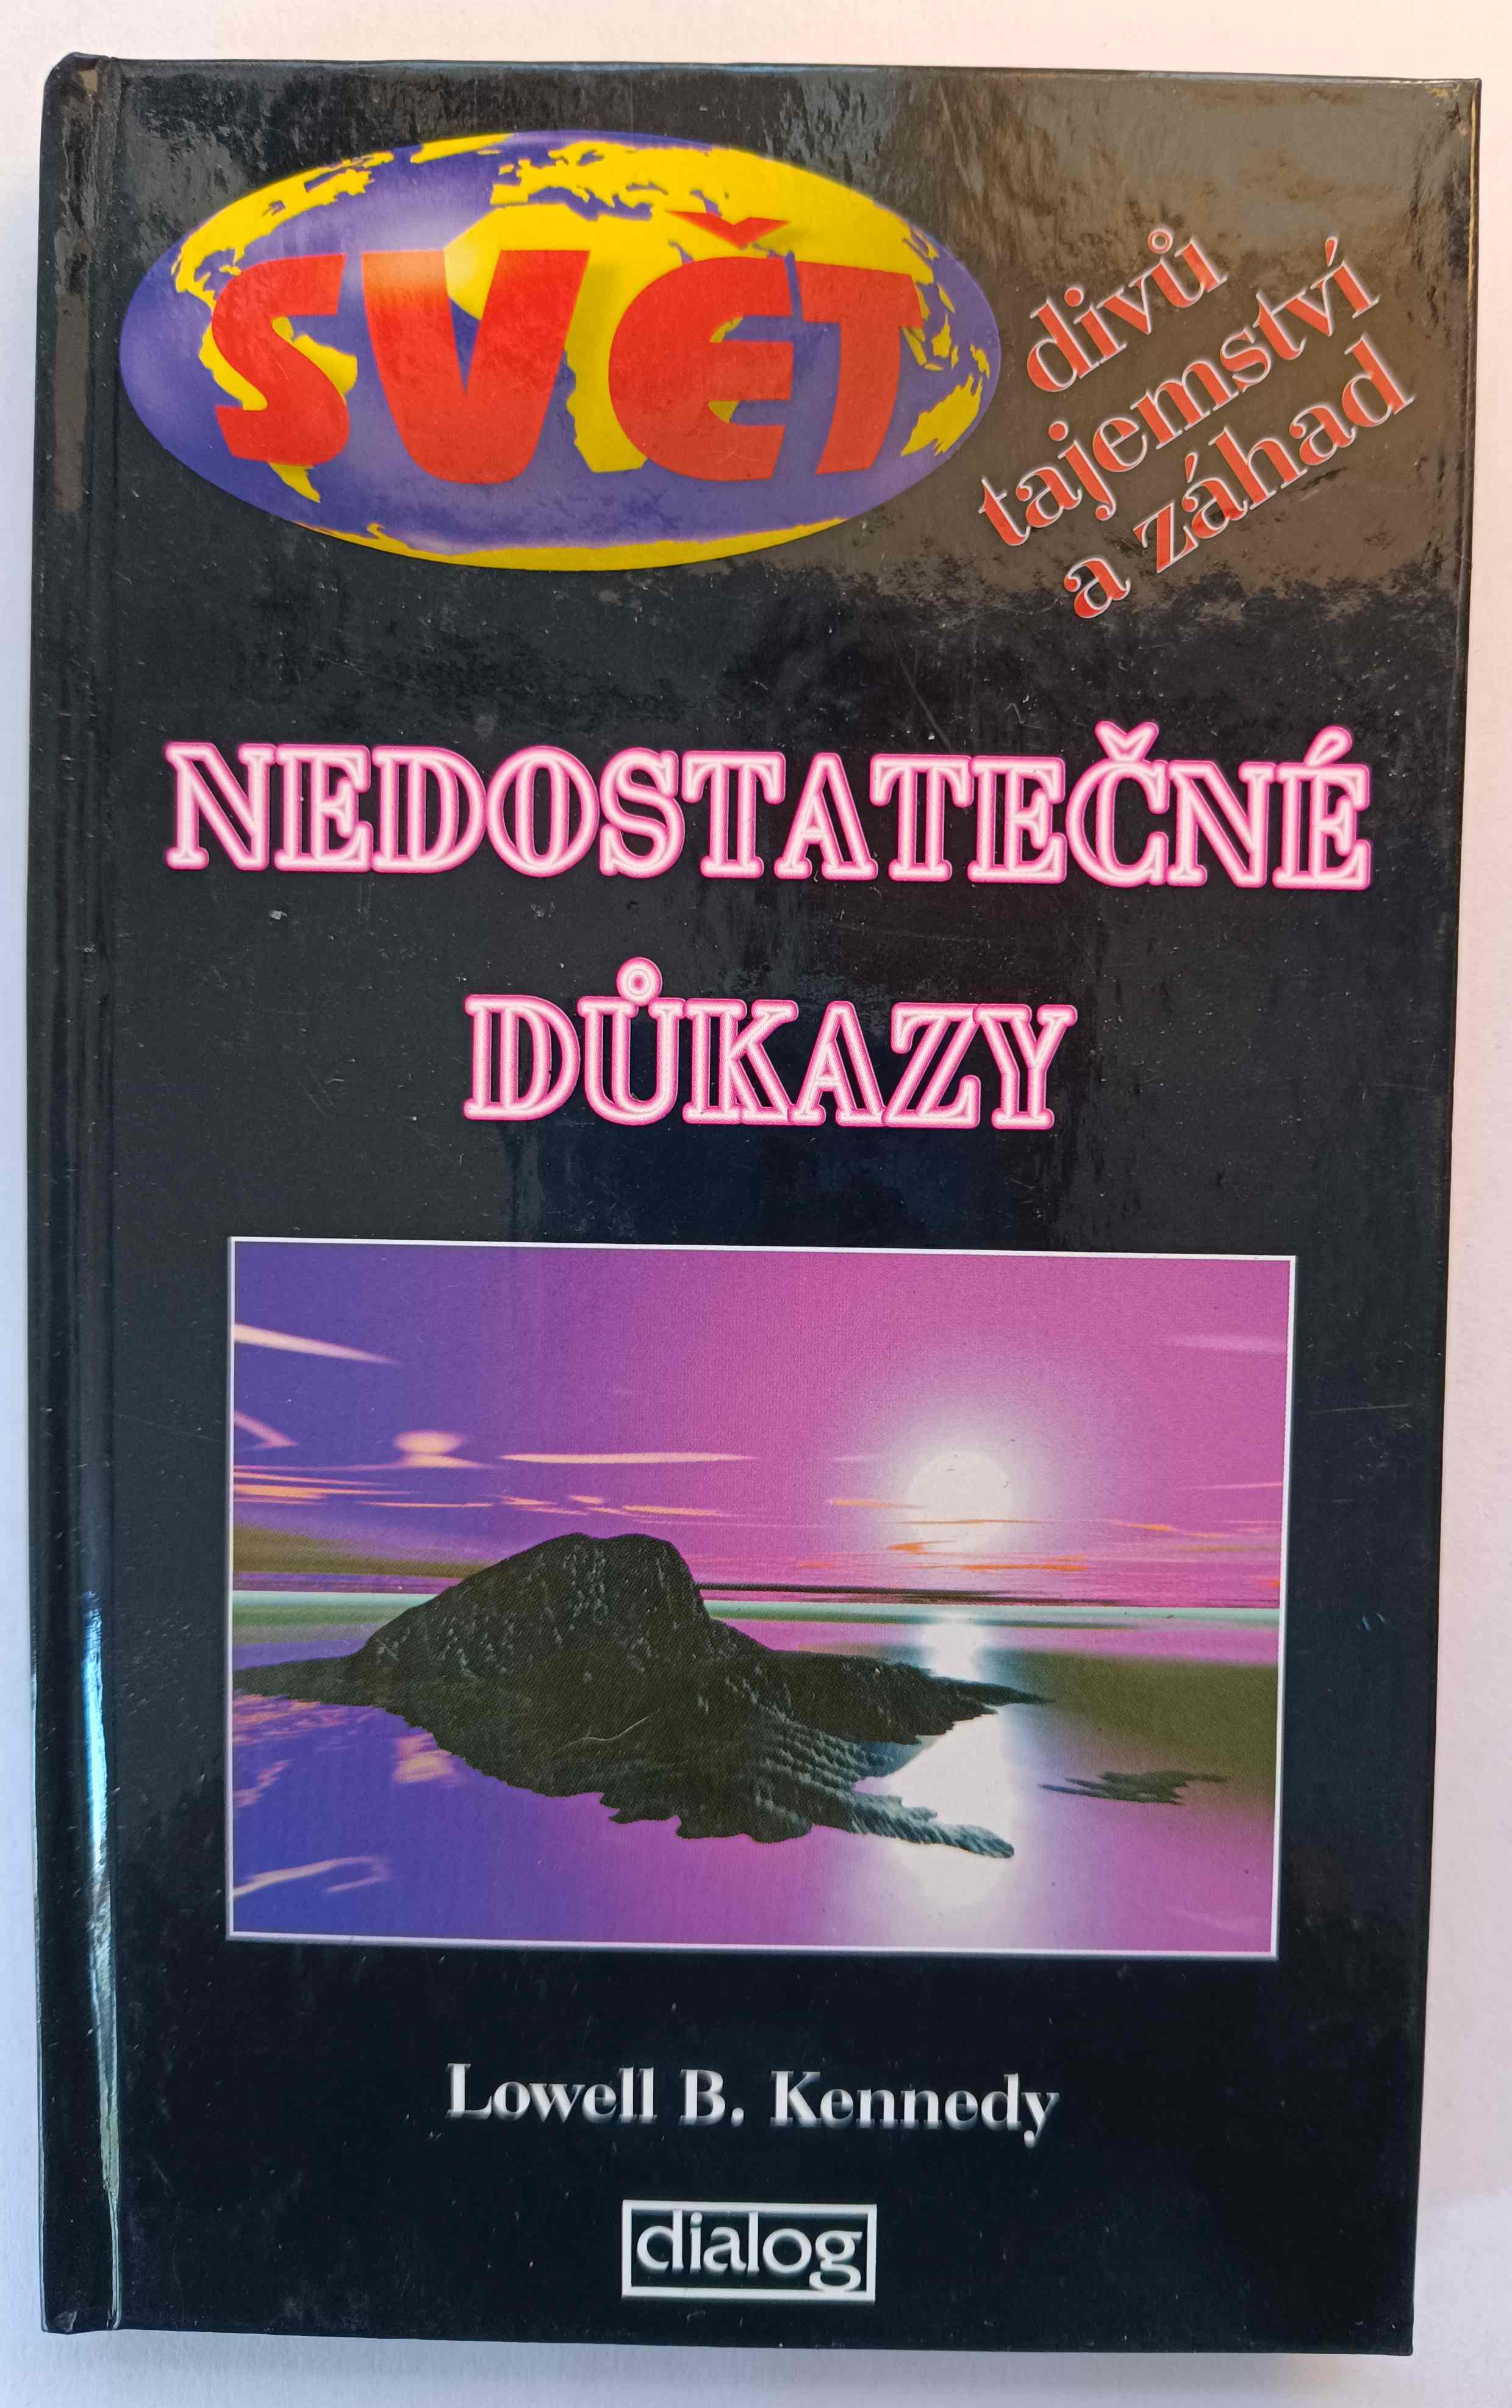 SVĚT
divů
tajemství
a záhad
NEDOSTATEČNÉ
DŮKAZY
Lowell B. Kennedy
dialog